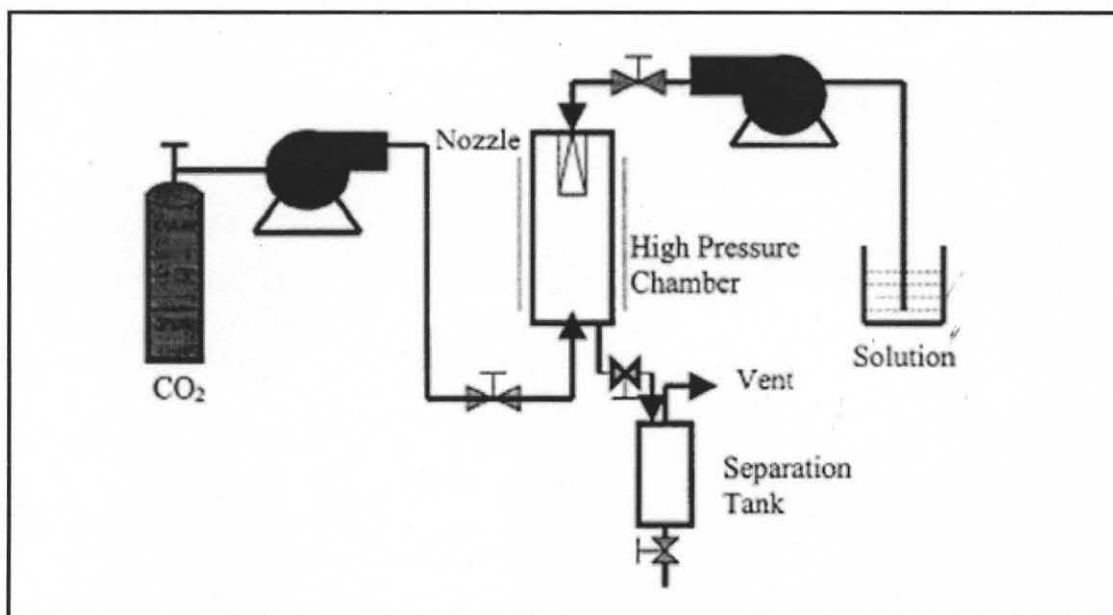 Nozzle
High Pressure
Chamber
CO₂
Solution
Vent
Separation
Tank